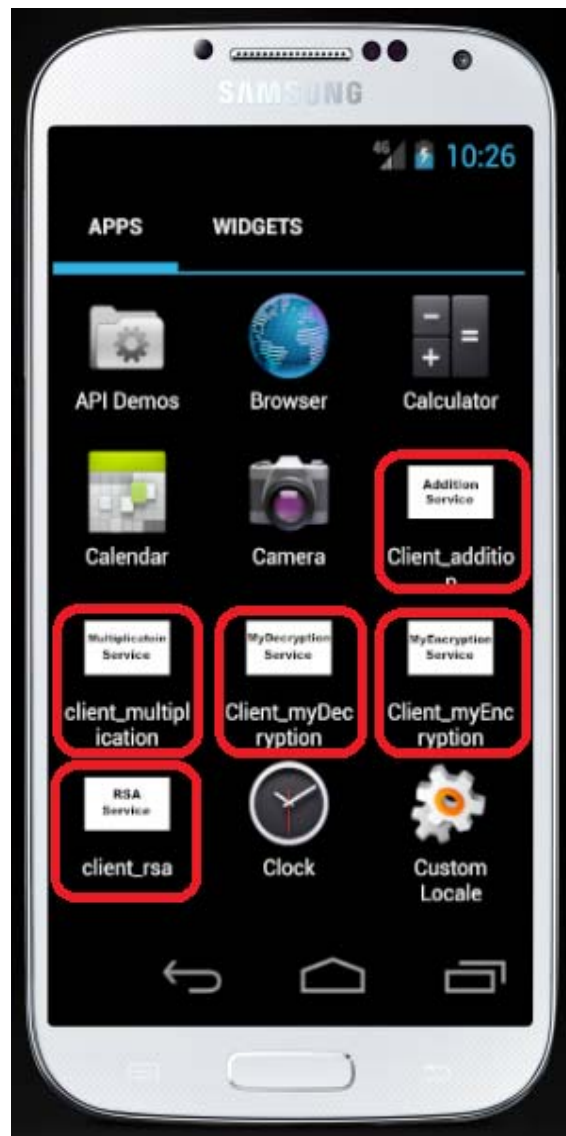 SAMSUNG
4G 10:26
APPS WIDGETS
API Demos Browser Calculator
Addition
Service
Calendar Camera Client_additio
n
Multiplicatoin MyDecryption MyEncryption
Service Service Service
client_multipl Client_myDec Client_myEnc
ication ryption ryption
RSA
Service
client_rsa Clock Custom
Locale